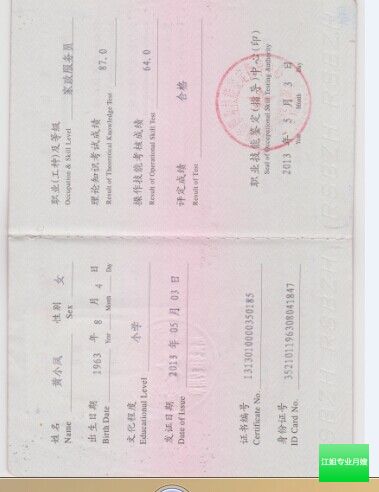 姓名 黄小凤 性别 女
Name Sex
出生日期 1963 年 8 月 4 日
Birth Date Year Month Day
文化程度 小学
Educational Level
发证日期 2013 年 05 月 03 日
Date of Issue
证书编号 1313010000350185
Certificate No.
身份证号 352101196308041847
ID Card No.
职业(工种)及等级 家政服务员
Occupation & Skill Level
理论知识考试成绩 87.0
Result of Theoretical Knowledge Test
操作技能考核成绩 64.0
Result of Operational Skill Test
评定成绩 合格
Result of Test
职业技能鉴定(指导)中心(印)
Seal of Occupational Skill Testing Authority
2013 年 5 月 3 日
Year Month Day
江姐专业月嫂